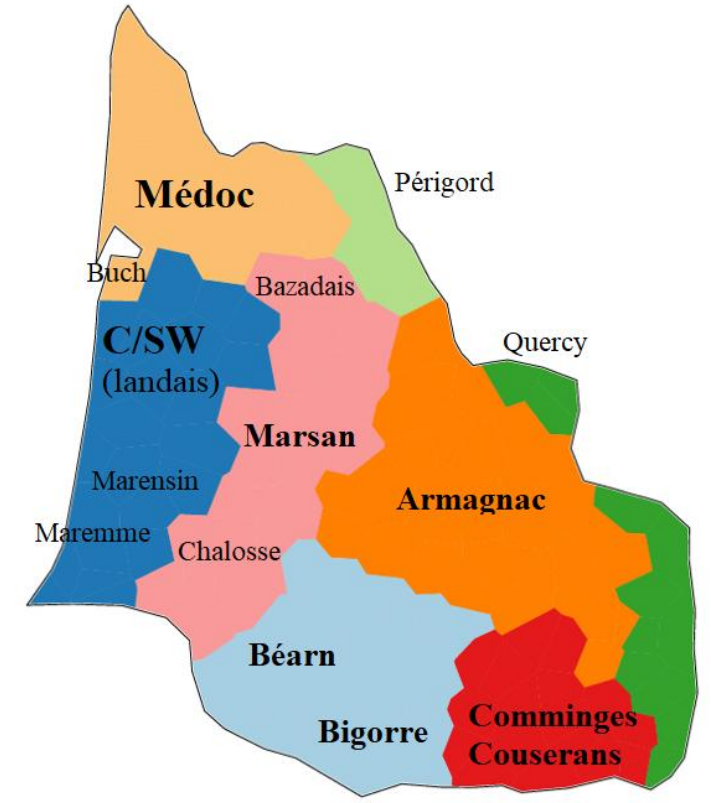 Périgord
Médoc
Buch
Bazadais
C/SW
(landais)
Quercy
Marsan
Marensin
Armagnac
Maremme
Chalosse
Béarn
Bigorre
Comminges
Couserans